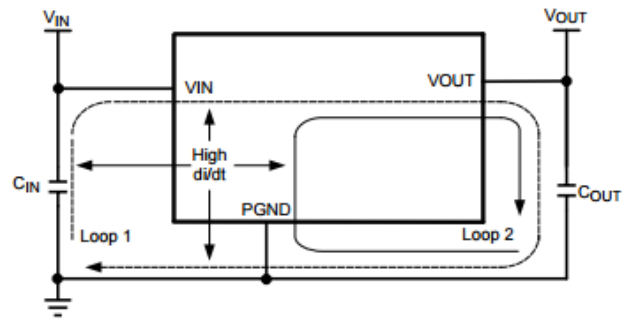 VIN
VOUT
VIN
VOUT
High
di/dt
CIN
COUT
PGND
Loop 1
Loop 2